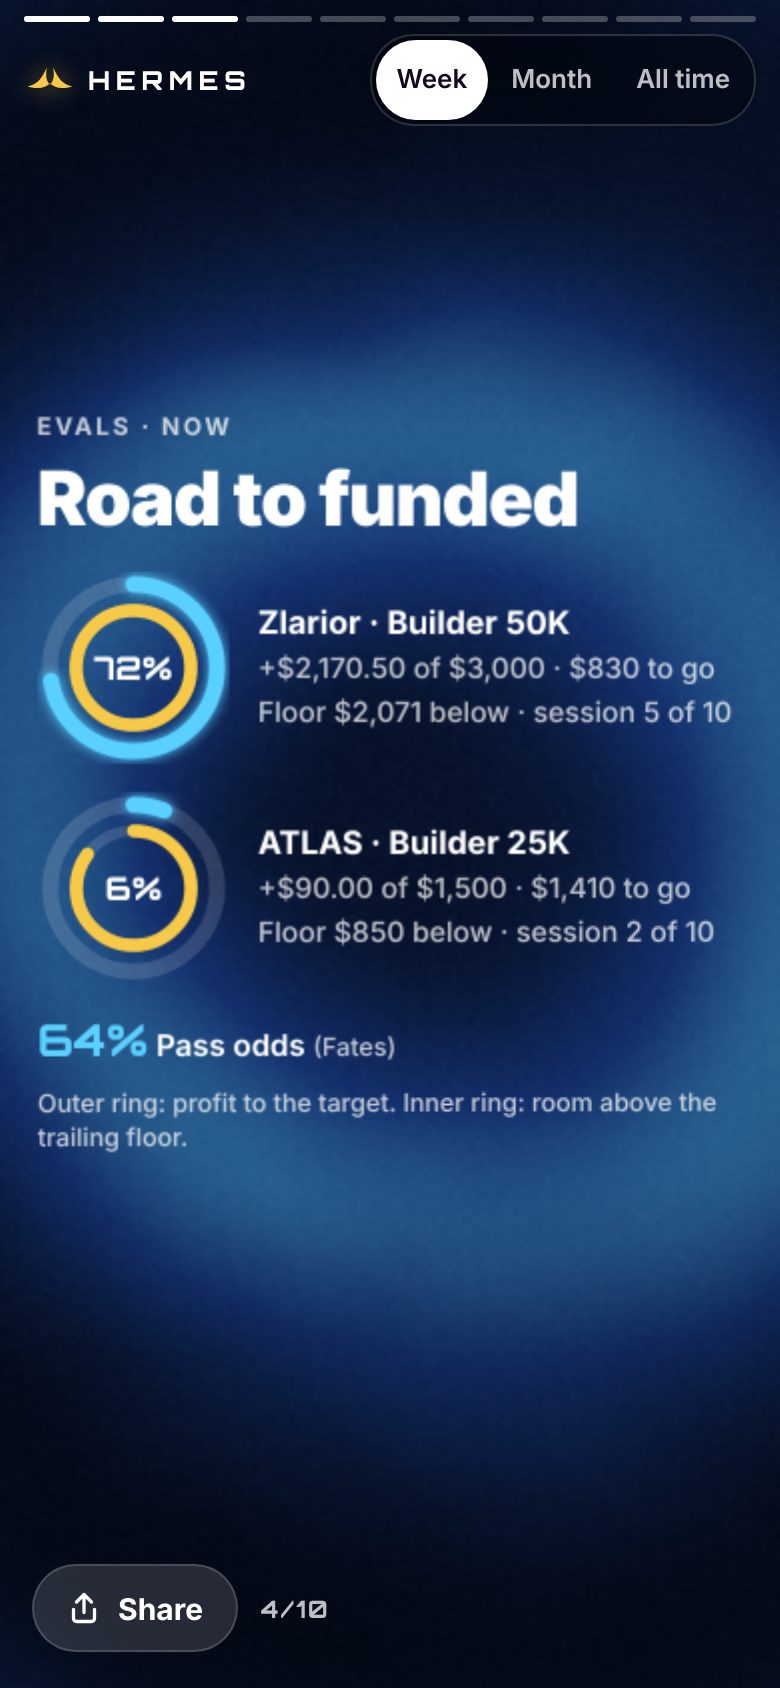 HERMES
Week Month All time
EVALS · NOW
Road to funded
72%
Zlarior · Builder 50K
+$2,170.50 of $3,000 · $830 to go
Floor $2,071 below · session 5 of 10
6%
ATLAS · Builder 25K
+$90.00 of $1,500 · $1,410 to go
Floor $850 below · session 2 of 10
64% Pass odds (Fates)
Outer ring: profit to the target. Inner ring: room above the
trailing floor.
Share 4/10